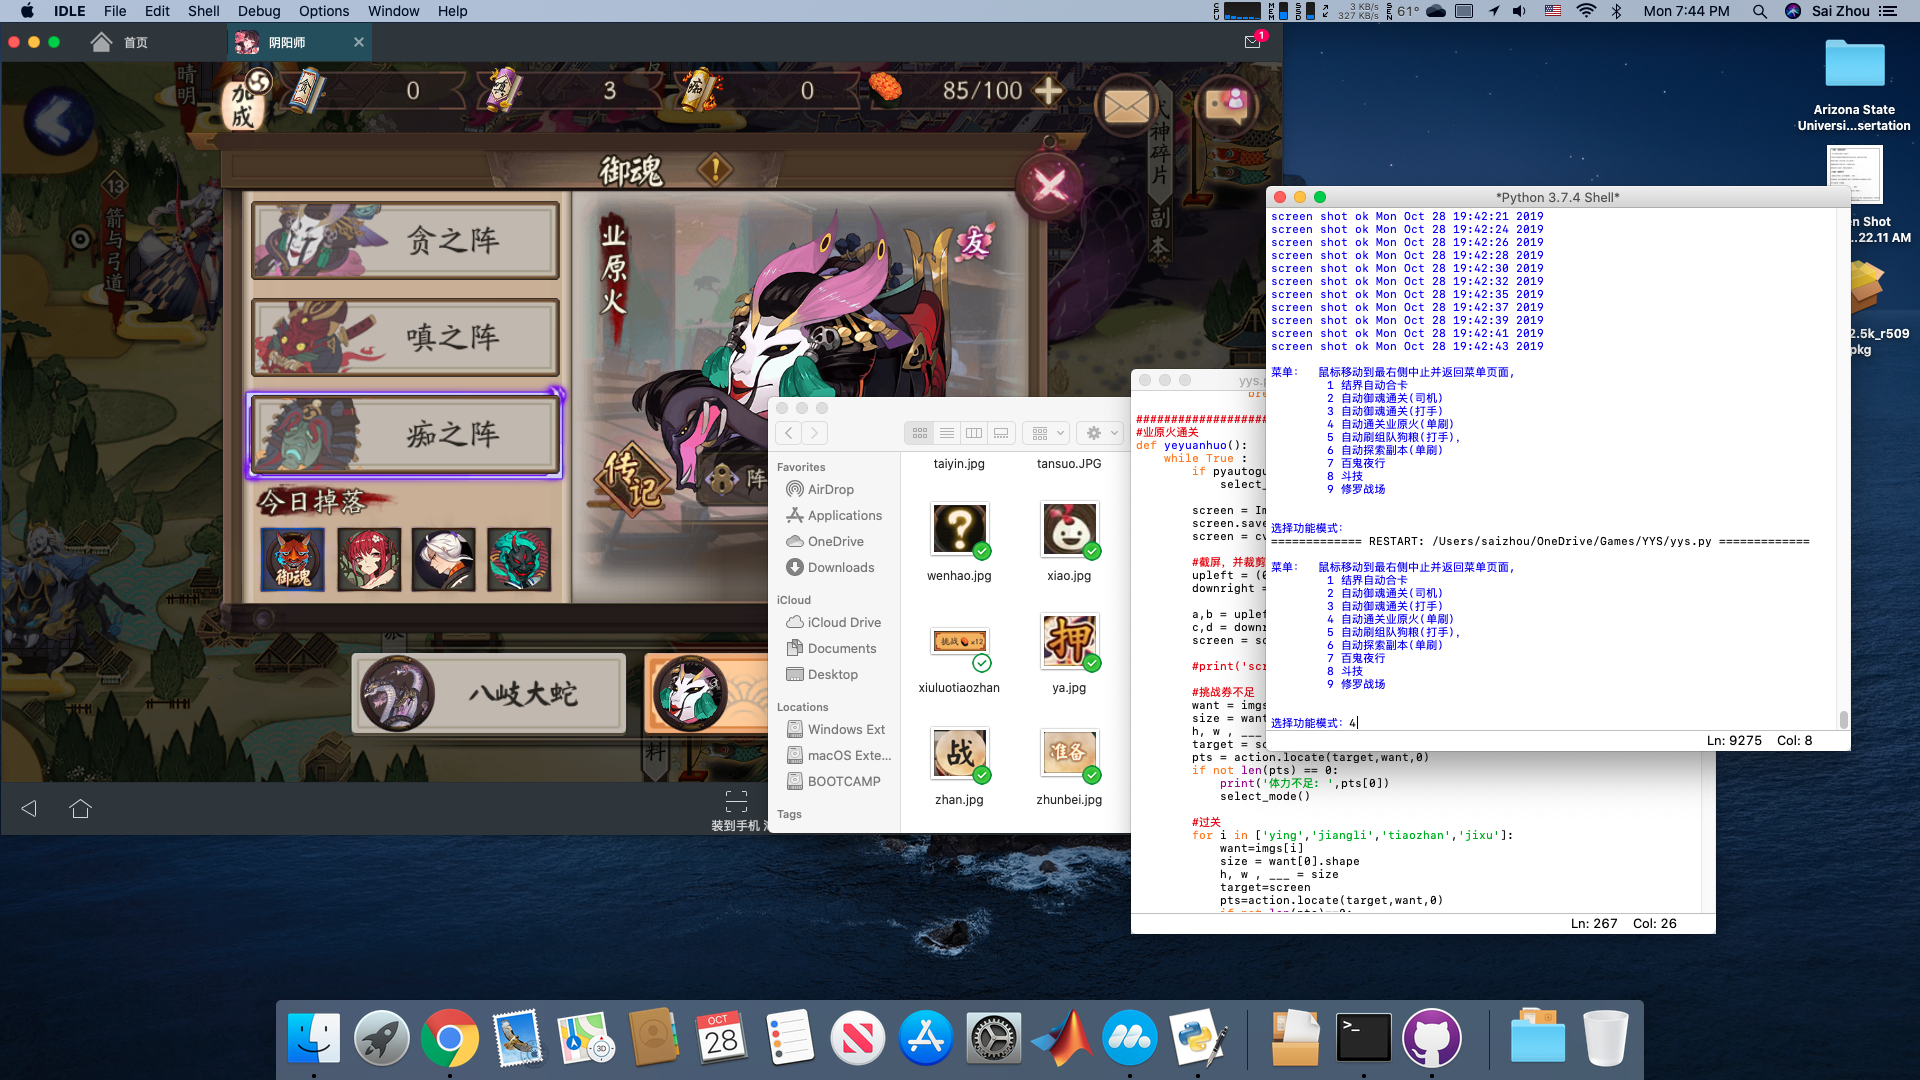 IDLE File Edit Shell Debug Options Window Help
3 KB/s
327 KB/s
61°
Mon 7:44 PM
Sai Zhou
首页
阴阳师
1
加成
0
3
0
85/100
晴明
13
箭与弓道
式神碎片
副本
御魂
!
贪之阵
嗔之阵
痴之阵
业原火
友
传记
阵
今日掉落
御魂
八岐大蛇
料
装到手机
Arizona State
Universi...sertation
en Shot
...22.11 AM
2.5k_r509
pkg
Favorites
AirDrop
Applications
OneDrive
Downloads
iCloud
iCloud Drive
Documents
Desktop
Locations
Windows Ext
macOS Exte...
BOOTCAMP
Tags
taiyin.jpg
tansuo.JPG
wenhao.jpg
xiao.jpg
挑战 x12
押
xiuluotiaozhan
ya.jpg
战
准备
zhan.jpg
zhunbei.jpg
yys.p
bre
###################
#业原火通关
def yeyuanhuo():
while True :
if pyautogu
select_
screen = Im
screen.save
screen = cv
#截屏，并裁剪
upleft = (0
downright =
a,b = uplef
c,d = downr
screen = sc
#print('scr
#挑战券不足
want = imgs
size = want
h, w , ___
target = sc
pts = action.locate(target,want,0)
if not len(pts) == 0:
print('体力不足: ',pts[0])
select_mode()
#过关
for i in ['ying','jiangli','tiaozhan','jixu']:
want=imgs[i]
size = want[0].shape
h, w , ___ = size
target=screen
pts=action.locate(target,want,0)
Ln: 267 Col: 26
*Python 3.7.4 Shell*
screen shot ok Mon Oct 28 19:42:21 2019
screen shot ok Mon Oct 28 19:42:24 2019
screen shot ok Mon Oct 28 19:42:26 2019
screen shot ok Mon Oct 28 19:42:28 2019
screen shot ok Mon Oct 28 19:42:30 2019
screen shot ok Mon Oct 28 19:42:32 2019
screen shot ok Mon Oct 28 19:42:35 2019
screen shot ok Mon Oct 28 19:42:37 2019
screen shot ok Mon Oct 28 19:42:39 2019
screen shot ok Mon Oct 28 19:42:41 2019
screen shot ok Mon Oct 28 19:42:43 2019
菜单： 鼠标移动到最右侧中止并返回菜单页面,
1 结界自动合卡
2 自动御魂通关(司机)
3 自动御魂通关(打手)
4 自动通关业原火(单刷)
5 自动刷组队狗粮(打手),
6 自动探索副本(单刷)
7 百鬼夜行
8 斗技
9 修罗战场
选择功能模式：
============= RESTART: /Users/saizhou/OneDrive/Games/YYS/yys.py =============
菜单： 鼠标移动到最右侧中止并返回菜单页面,
1 结界自动合卡
2 自动御魂通关(司机)
3 自动御魂通关(打手)
4 自动通关业原火(单刷)
5 自动刷组队狗粮(打手),
6 自动探索副本(单刷)
7 百鬼夜行
8 斗技
9 修罗战场
选择功能模式：4
Ln: 9275 Col: 8
OCT
28
3D
>_